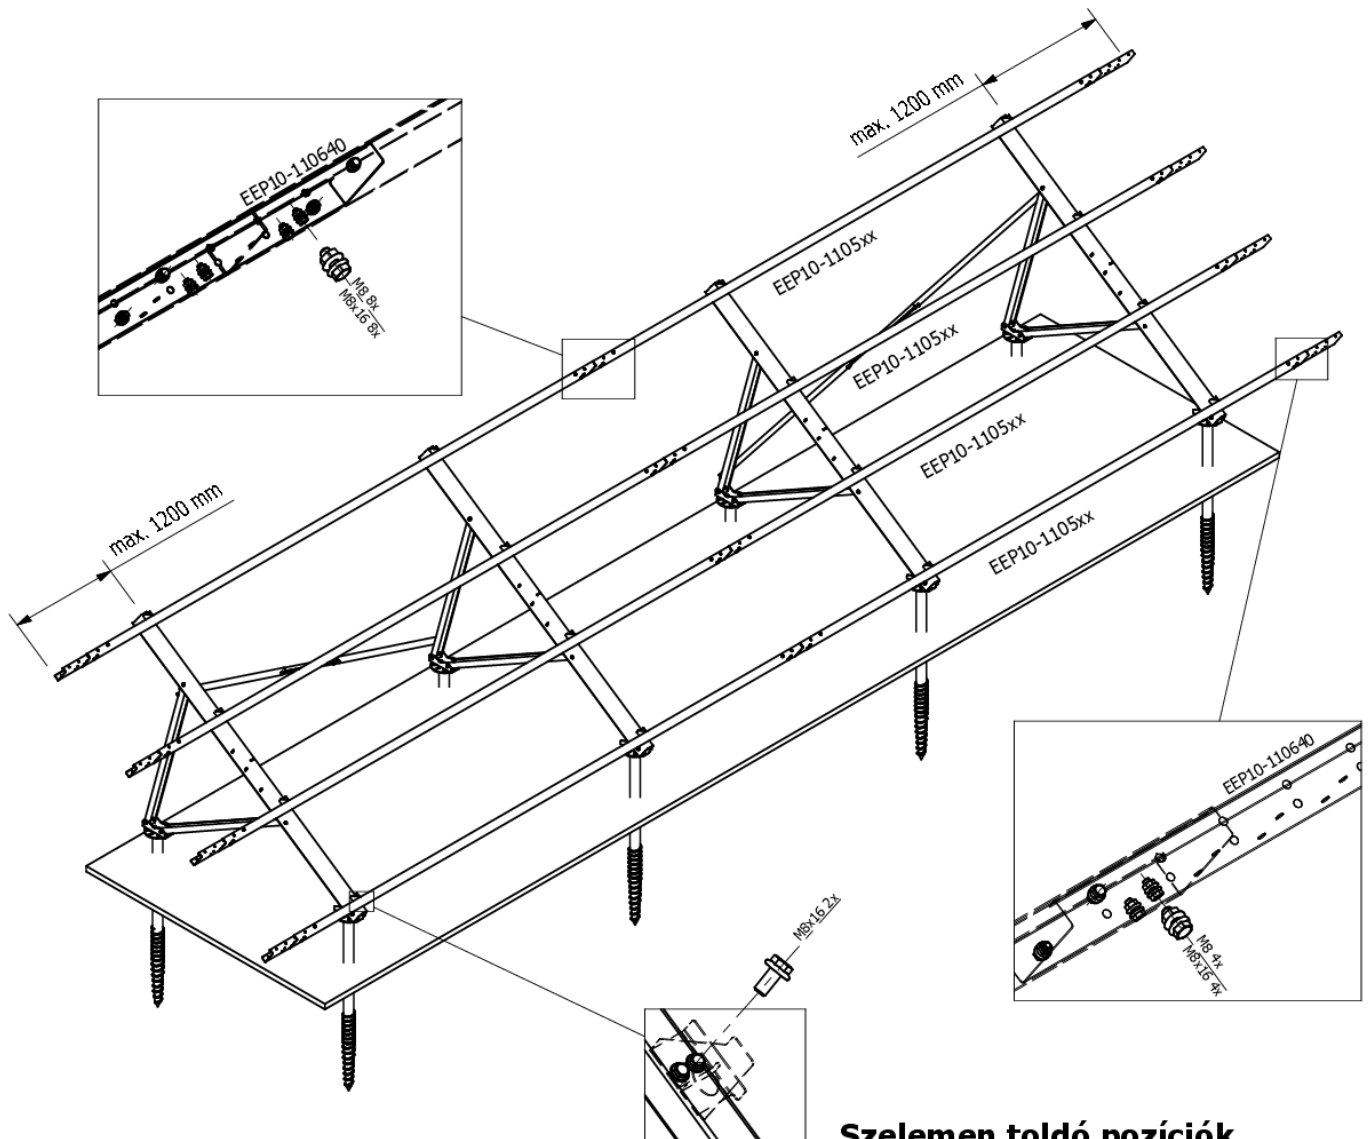 max. 1200 mm
EEP10-110640
M8 8x
M8x16 8x
EEP10-1105xx
EEP10-1105xx
EEP10-1105xx
EEP10-1105xx
max. 1200 mm
EEP10-110640
M8 4x
M8x16 4x
M8x16 2x
Szelemen toldó pozíciók